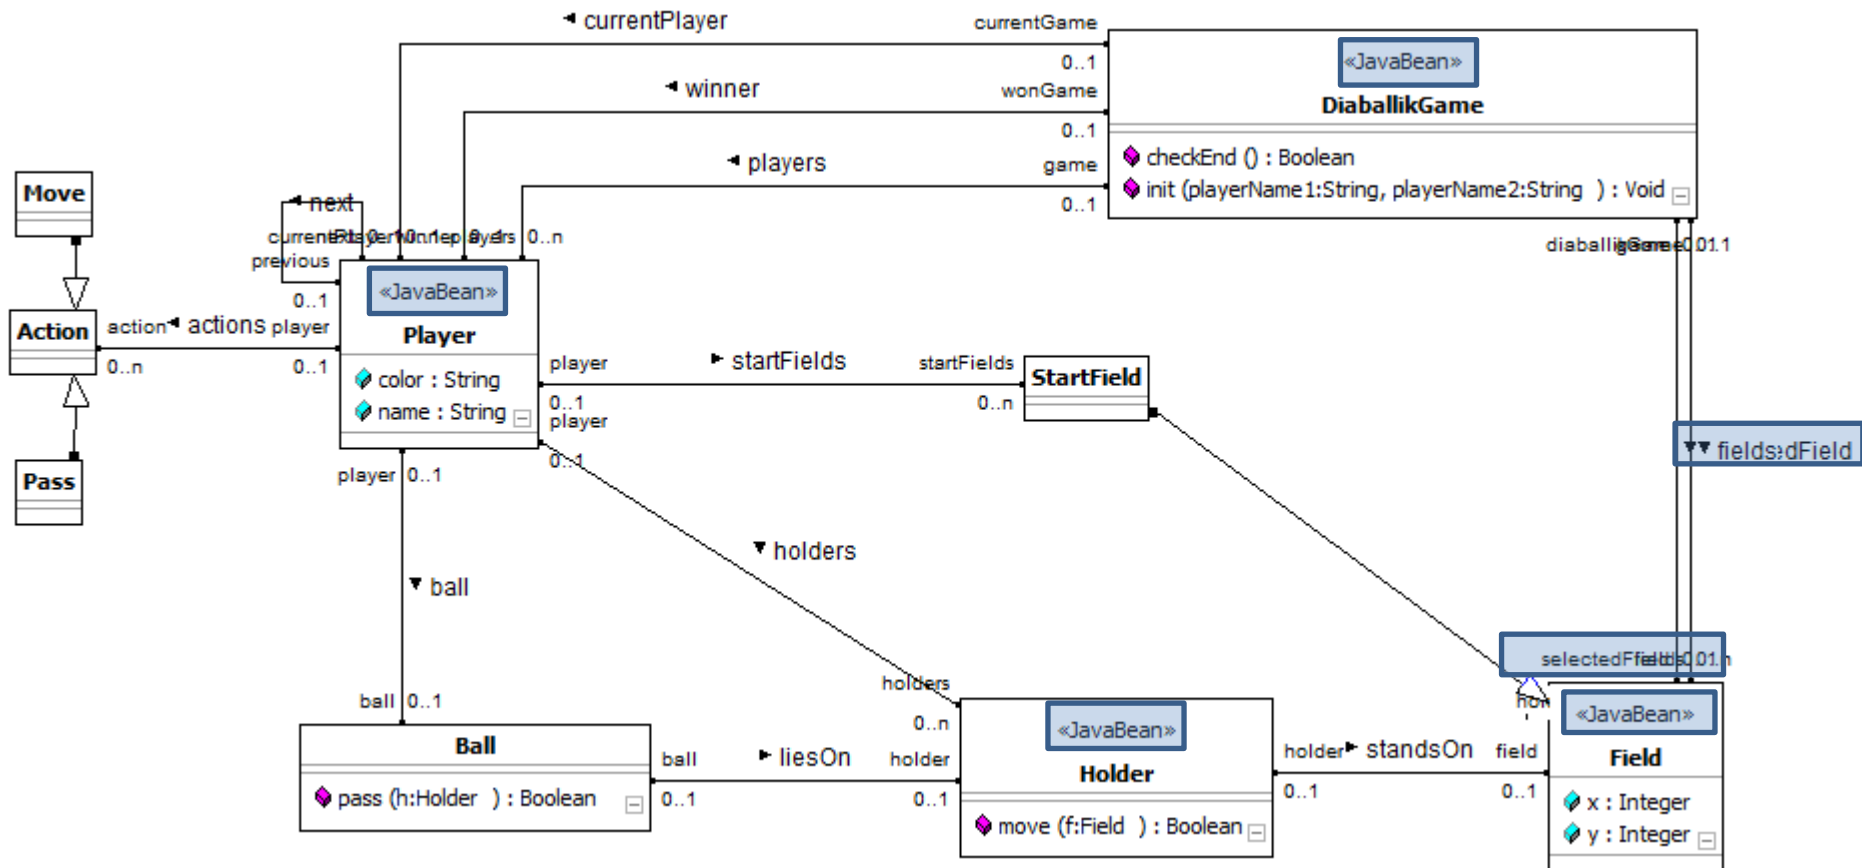 currentPlayer
currentGame
0..1
«JavaBean»
DiaballikGame
checkEnd () : Boolean
init (playerName1:String, playerName2:String ) : Void
winner
wonGame
0..1
players
game
0..1
Move
next
players
0..n
previous
0..1
Action
action
actions
player
0..n
0..1
Pass
«JavaBean»
Player
color : String
name : String
player
startFields
startFields
0..1
0..n
StartField
player
0..1
player
0..1
holders
ball
fields
dField
ball
0..1
Ball
pass (h:Holder ) : Boolean
ball
liesOn
holder
0..1
0..1
holders
0..n
«JavaBean»
Holder
move (f:Field ) : Boolean
holder
standsOn
field
0..1
0..1
«JavaBean»
Field
x : Integer
y : Integer